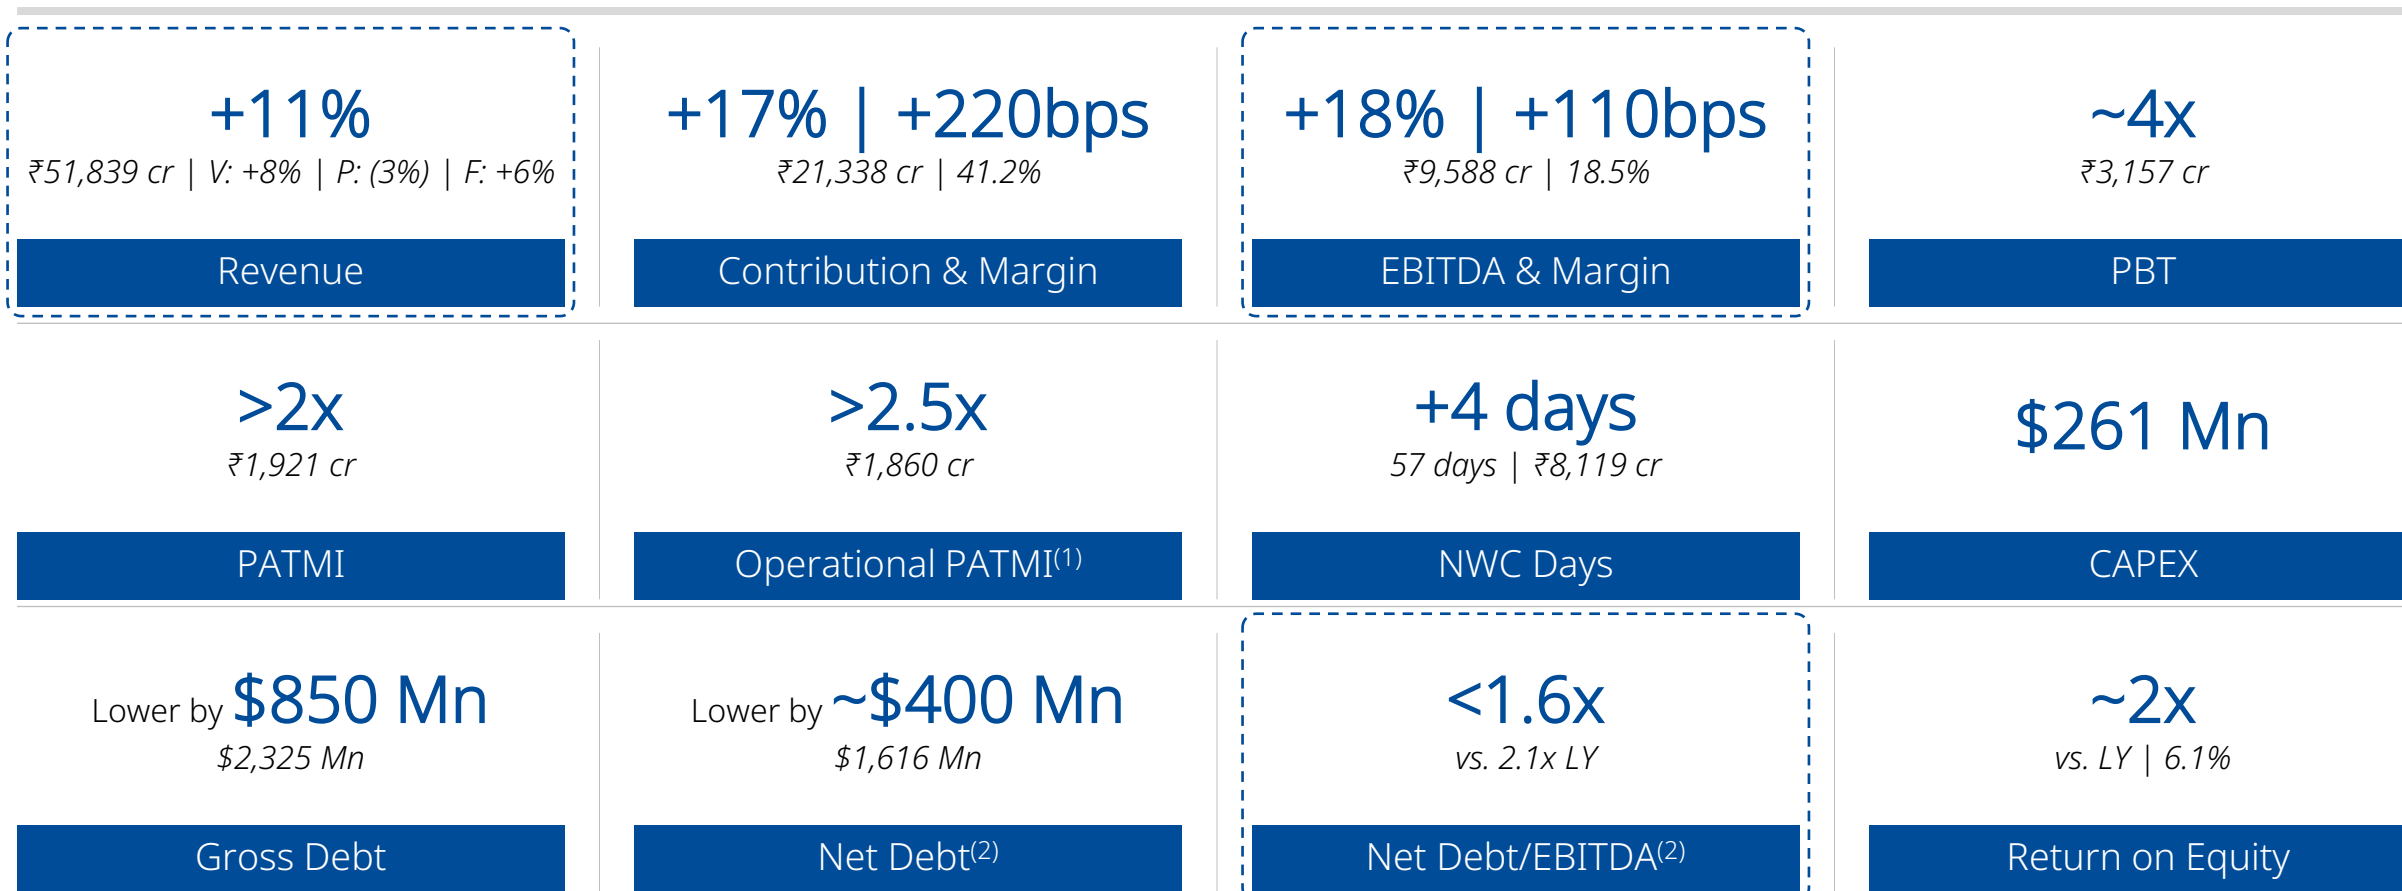 +11%
₹51,839 cr | V: +8% | P: (3%) | F: +6%
Revenue
+17% | +220bps
₹21,338 cr | 41.2%
Contribution & Margin
+18% | +110bps
₹9,588 cr | 18.5%
EBITDA & Margin
~4x
₹3,157 cr
PBT
>2x
₹1,921 cr
PATMI
>2.5x
₹1,860 cr
Operational PATMI(1)
+4 days
57 days | ₹8,119 cr
NWC Days
$261 Mn
CAPEX
Lower by $850 Mn
$2,325 Mn
Gross Debt
Lower by ~$400 Mn
$1,616 Mn
Net Debt(2)
<1.6x
vs. 2.1x LY
Net Debt/EBITDA(2)
~2x
vs. LY | 6.1%
Return on Equity